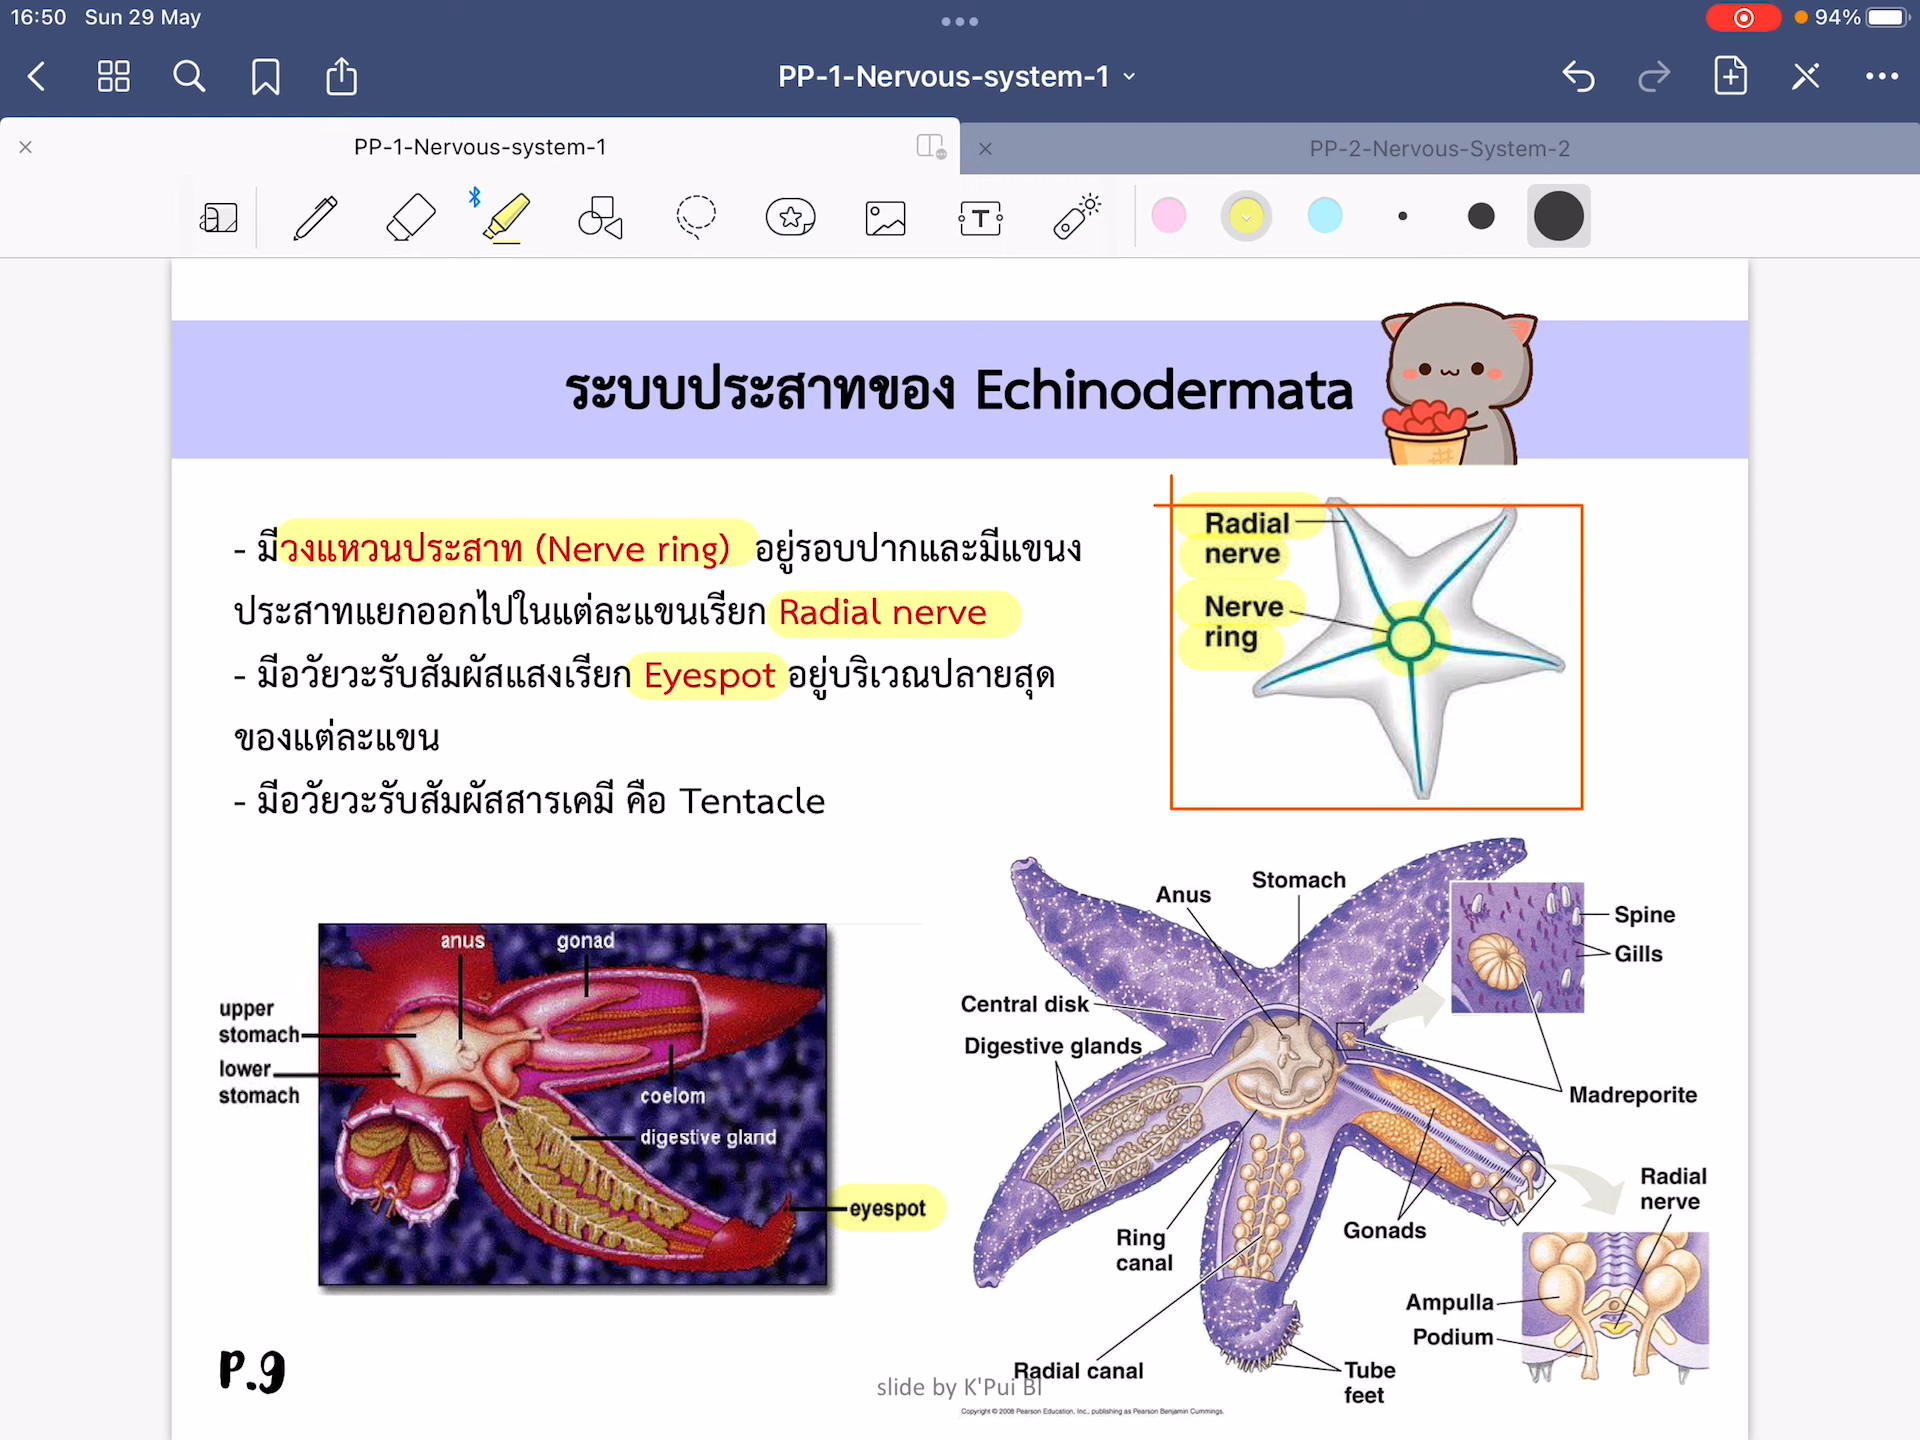 16:50 Sun 29 May
94%
PP-1-Nervous-system-1
PP-1-Nervous-system-1
PP-2-Nervous-System-2
ระบบประสาทของ Echinodermata
- มีวงแหวนประสาท (Nerve ring) อยู่รอบปากและมีแขนง
ประสาทแยกออกไปในแต่ละแขนเรียก Radial nerve
- มีอวัยวะรับสัมผัสแสงเรียก Eyespot อยู่บริเวณปลายสุด
ของแต่ละแขน
- มีอวัยวะรับสัมผัสสารเคมี คือ Tentacle
Radial
nerve
Nerve
ring
anus
gonad
upper
stomach
lower
stomach
coelom
digestive gland
eyespot
Anus
Stomach
Spine
Gills
Central disk
Digestive glands
Madreporite
Radial
nerve
Gonads
Ring
canal
Ampulla
Podium
Radial canal
Tube
feet
P.9
slide by K'Pui BI
Copyright © 2008 Pearson Education, Inc., publishing as Pearson Benjamin Cummings.